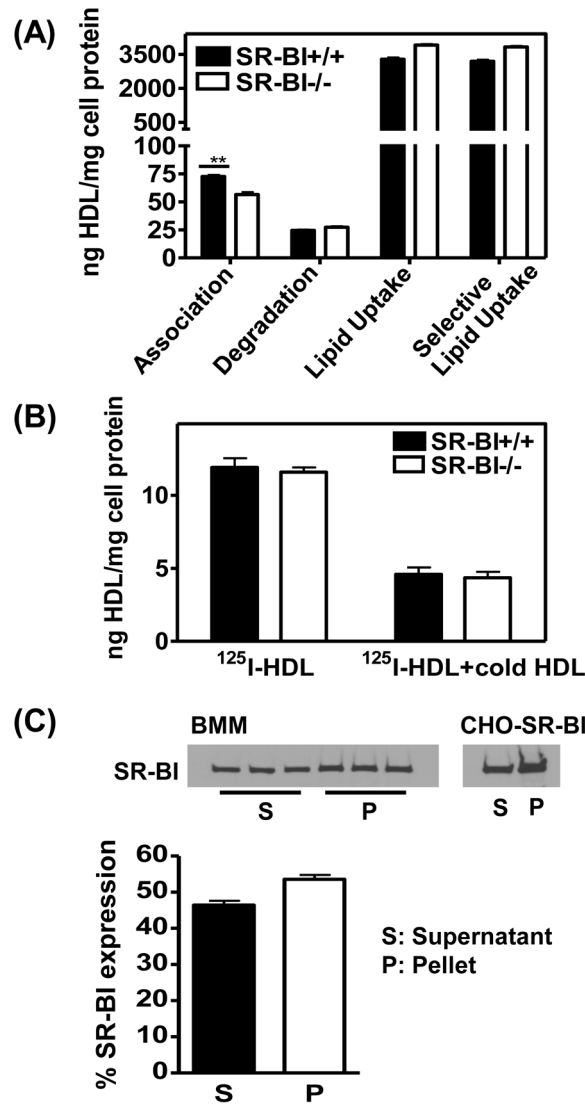 (A)
SR-BI+/+
SR-BI-/-
ng HDL/mg cell protein
3500
2500
1500
500
100
75
50
25
0
**
Association
Degradation
Lipid Uptake
Selective
Lipid Uptake
(B)
SR-BI+/+
SR-BI-/-
ng HDL/mg cell protein
10
5
0
¹²⁵I-HDL
¹²⁵I-HDL+cold HDL
(C)
BMM
CHO-SR-BI
SR-BI
S
P
S
P
% SR-BI expression
60
50
40
30
20
10
0
S
P
S: Supernatant
P: Pellet